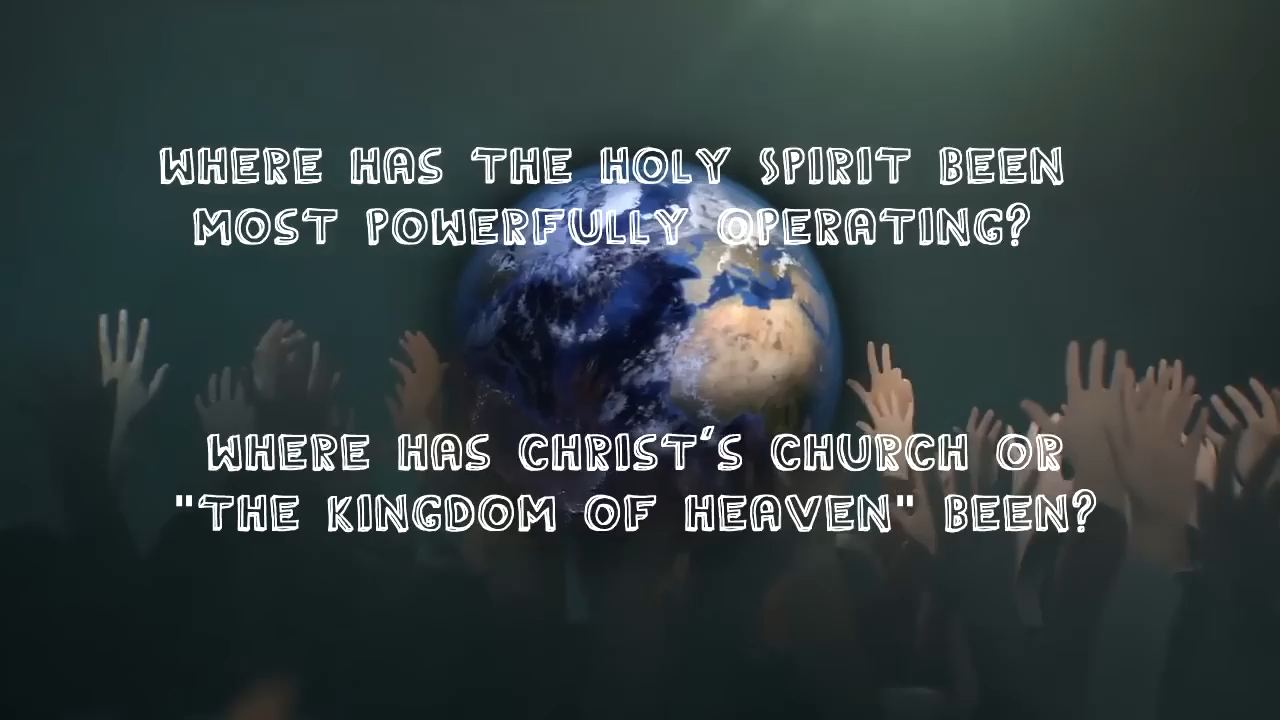 WHERE HAS THE HOLY SPIRIT BEEN
MOST POWERFULLY OPERATING?
WHERE HAS CHRIST'S CHURCH OR
"THE KINGDOM OF HEAVEN" BEEN?